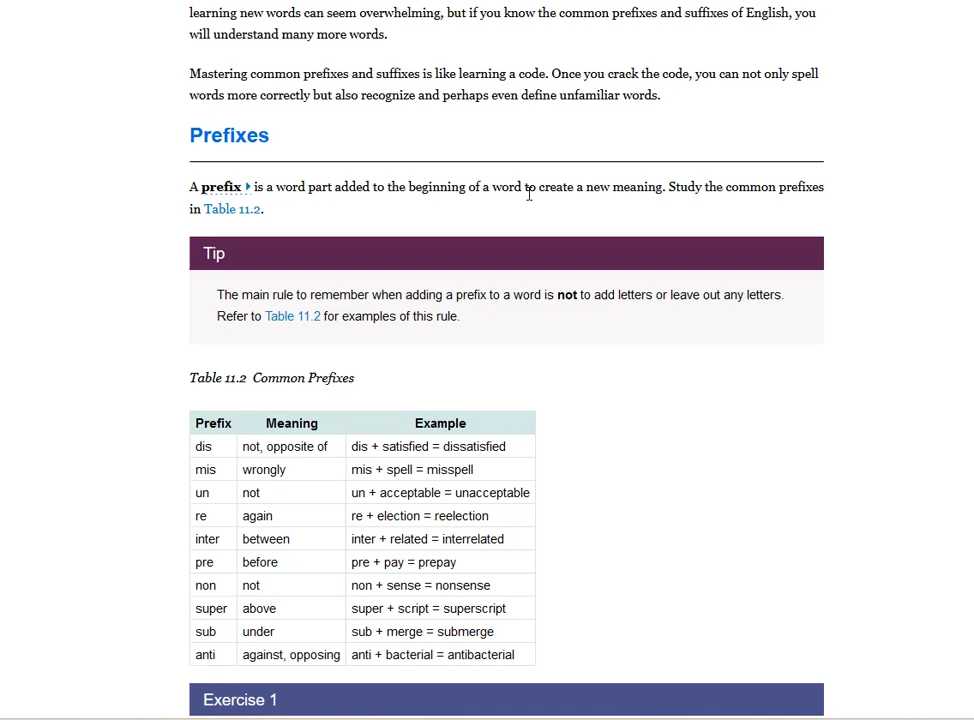 learning new words can seem overwhelming, but if you know the common prefixes and suffixes of English, you
will understand many more words.
Mastering common prefixes and suffixes is like learning a code. Once you crack the code, you can not only spell
words more correctly but also recognize and perhaps even define unfamiliar words.
Prefixes
A prefix is a word part added to the beginning of a word to create a new meaning. Study the common prefixes
in Table 11.2.
Tip
The main rule to remember when adding a prefix to a word is not to add letters or leave out any letters.
Refer to Table 11.2 for examples of this rule.
Table 11.2 Common Prefixes
Prefix Meaning Example
dis not, opposite of dis + satisfied = dissatisfied
mis wrongly mis + spell = misspell
un not un + acceptable = unacceptable
re again re + election = reelection
inter between inter + related = interrelated
pre before pre + pay = prepay
non not non + sense = nonsense
super above super + script = superscript
sub under sub + merge = submerge
anti against, opposing anti + bacterial = antibacterial
Exercise 1